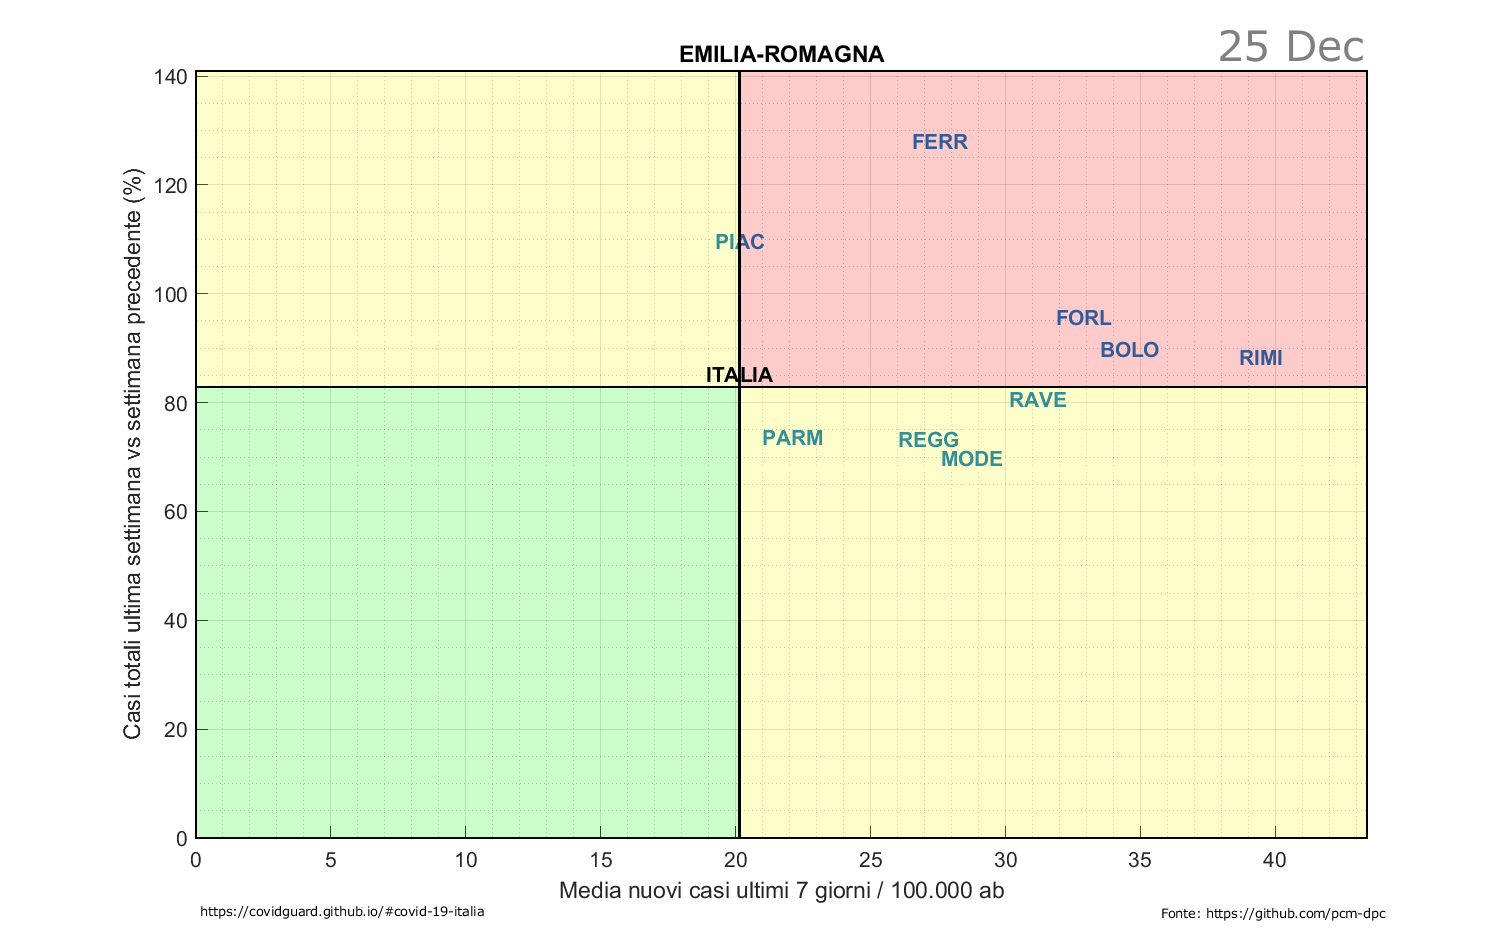 EMILIA-ROMAGNA
25 Dec
Casi totali ultima settimana vs settimana precedente (%)
140
120
100
80
60
40
20
0
FERR
PIAC
FORL
BOLO
RIMI
ITALIA
RAVE
PARM
REGG
MODE
0 5 10 15 20 25 30 35 40
Media nuovi casi ultimi 7 giorni / 100.000 ab
https://covidguard.github.io/#covid-19-italia
Fonte: https://github.com/pcm-dpc